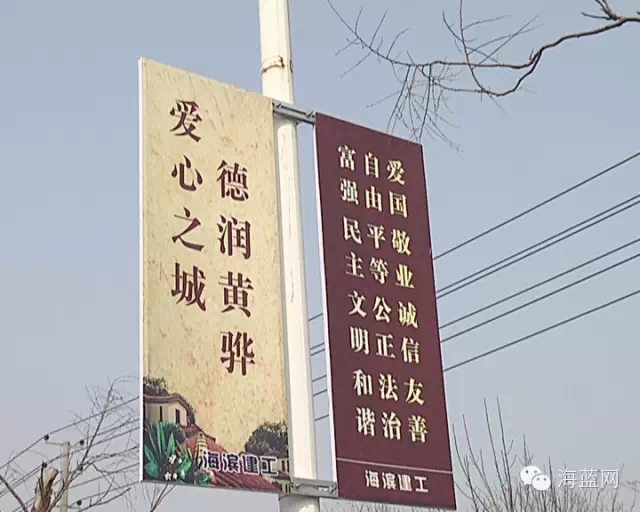 爱心之城
德润黄骅
海滨建工
富强民主文明和谐
自由平等公正法治
爱国敬业诚信友善
海滨建工
海蓝网